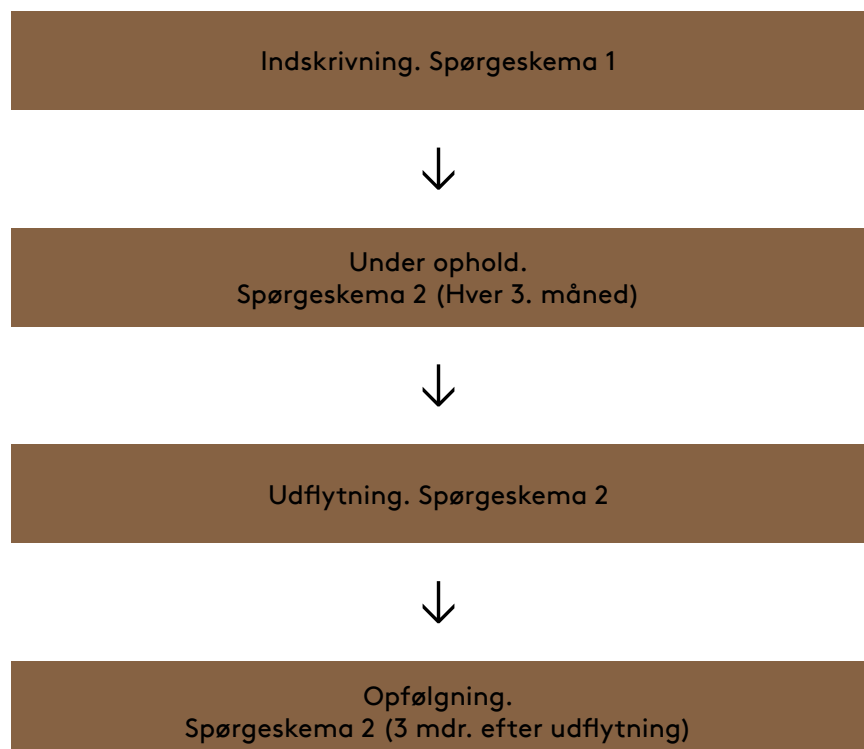 Indskrivning. Spørgeskema 1
Under ophold.
Spørgeskema 2 (Hver 3. måned)
Udflytning. Spørgeskema 2
Opfølgning.
Spørgeskema 2 (3 mdr. efter udflytning)